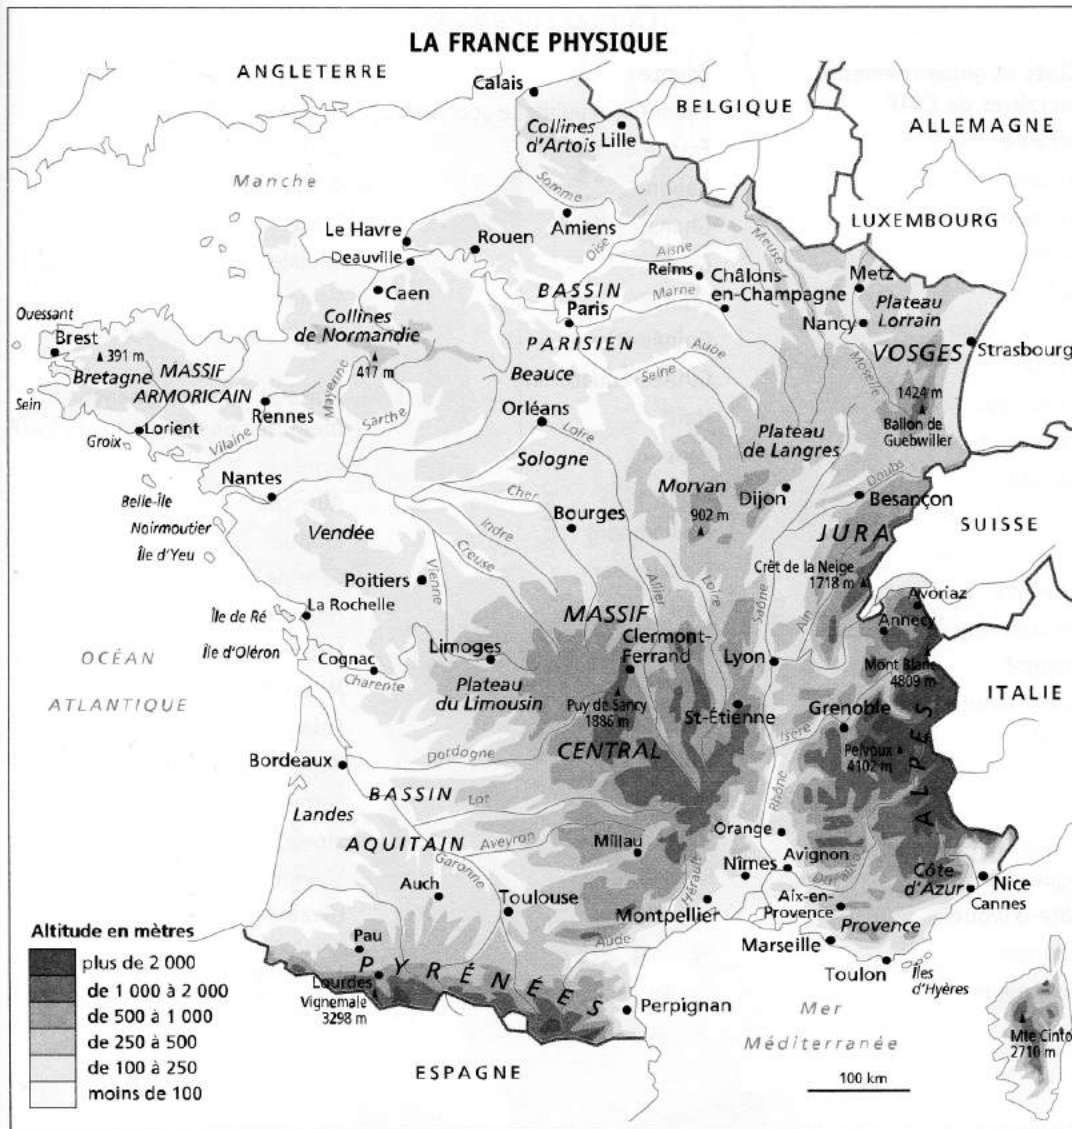 LA FRANCE PHYSIQUE
ANGLETERRE
Calais
BELGIQUE
ALLEMAGNE
Collines
d'Artois
Lille
Manche
Somme
LUXEMBOURG
Le Havre
Rouen
Amiens
Oise
Aisne
Meuse
Deauville
Reims
Châlons-
en-Champagne
Metz
Caen
BASSIN
Marne
Plateau
Lorrain
Ouessant
Collines
de Normandie
Paris
Nancy
Brest
391 m
PARISIEN
Aube
VOSGES
Strasbourg
Bretagne
MASSIF
417 m
Beauce
Seine
Moselle
1424 m
Sein
ARMORICAIN
Mayenne
Sarthe
Orléans
Ballon de
Guebwiller
Groix
Lorient
Rennes
Vilaine
Loire
Plateau
de Langres
Sologne
Nantes
Belle-Île
Cher
Morvan
Dijon
Doubs
Besançon
Noirmoutier
Vendée
Indre
Bourges
902 m
JURA
SUISSE
Île d'Yeu
Creuse
Crêt de la Neige
1718 m
Poitiers
Vienne
Allier
Loire
Saône
Ain
Avoriaz
Île de Ré
La Rochelle
MASSIF
Annecy
OCÉAN
ATLANTIQUE
Île d'Oléron
Cognac
Limoges
Clermont-
Ferrand
Lyon
Mont Blanc
4809 m
ITALIE
Charente
Plateau
du Limousin
Puy de Sancy
1886 m
St-Étienne
Grenoble
Isère
Dordogne
CENTRAL
Pelvoux
4102 m
ALPES
Bordeaux
BASSIN
Lot
Rhône
Landes
AQUITAIN
Aveyron
Millau
Orange
Garonne
Hérault
Nîmes
Avignon
Durance
Côte
d'Azur
Nice
Cannes
Auch
Toulouse
Montpellier
Aix-en-
Provence
Provence
Altitude en mètres
Pau
Aude
Marseille
plus de 2 000
PYRÉNÉES
Toulon
Îles
d'Hyères
de 1 000 à 2 000
Lourdes
Vignemale
3298 m
Perpignan
de 500 à 1 000
Mer
Méditerranée
Mte Cinto
2710 m
de 250 à 500
de 100 à 250
ESPAGNE
100 km
moins de 100